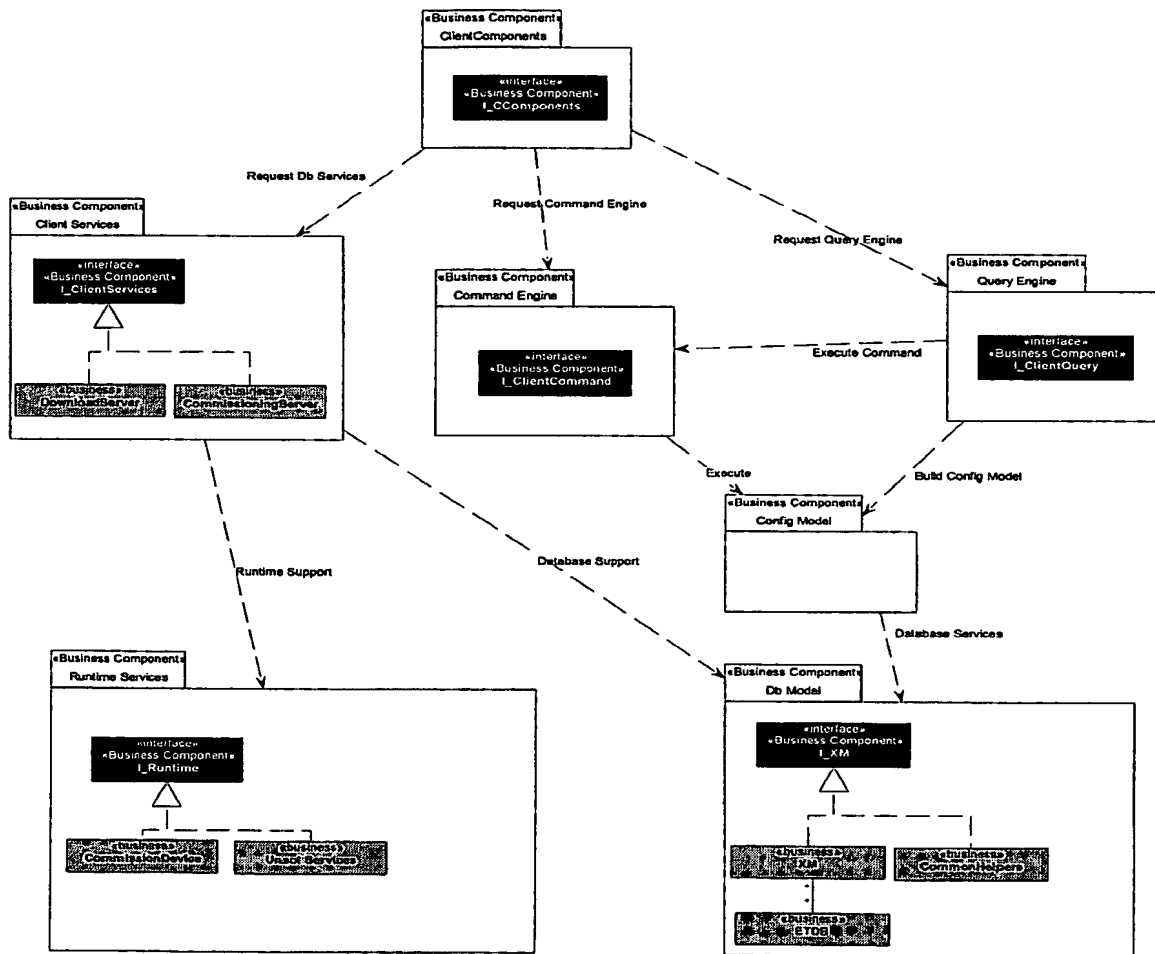 «Business Component»
ClientComponents
«interface»
«Business Component»
I_CComponents
Request Db Services
Request Command Engine
Request Query Engine
«Business Component»
Client Services
«interface»
«Business Component»
I_ClientServices
«business»
DownloadServer
«business»
CommissioningServer
«Business Component»
Command Engine
«interface»
«Business Component»
I_ClientCommand
Execute Command
«Business Component»
Query Engine
«interface»
«Business Component»
I_ClientQuery
Execute
Build Config Model
«Business Component»
Config Model
Runtime Support
Database Support
Database Services
«Business Component»
Runtime Services
«interface»
«Business Component»
I_Runtime
«business»
CommissionDevice
«business»
Unsol Services
«Business Component»
Db Model
«interface»
«Business Component»
I_XM
«business»
XM
«business»
CommonHelpers
«business»